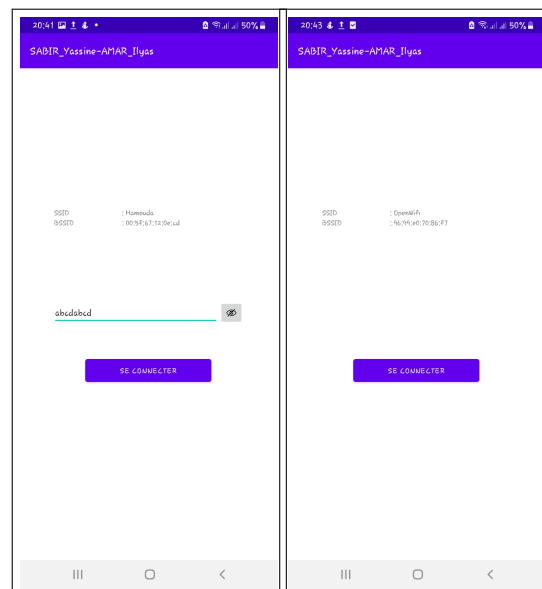 20:41
50%
SABIR_Yassine-AMAR_Ilyas
SSID : Hamouda
BSSID : 00:5f:67:12:0e:cd
abcdabcd
SE CONNECTER
20:43
50%
SABIR_Yassine-AMAR_Ilyas
SSID : OpenWifi
BSSID : 96:99:e0:70:86:f7
SE CONNECTER